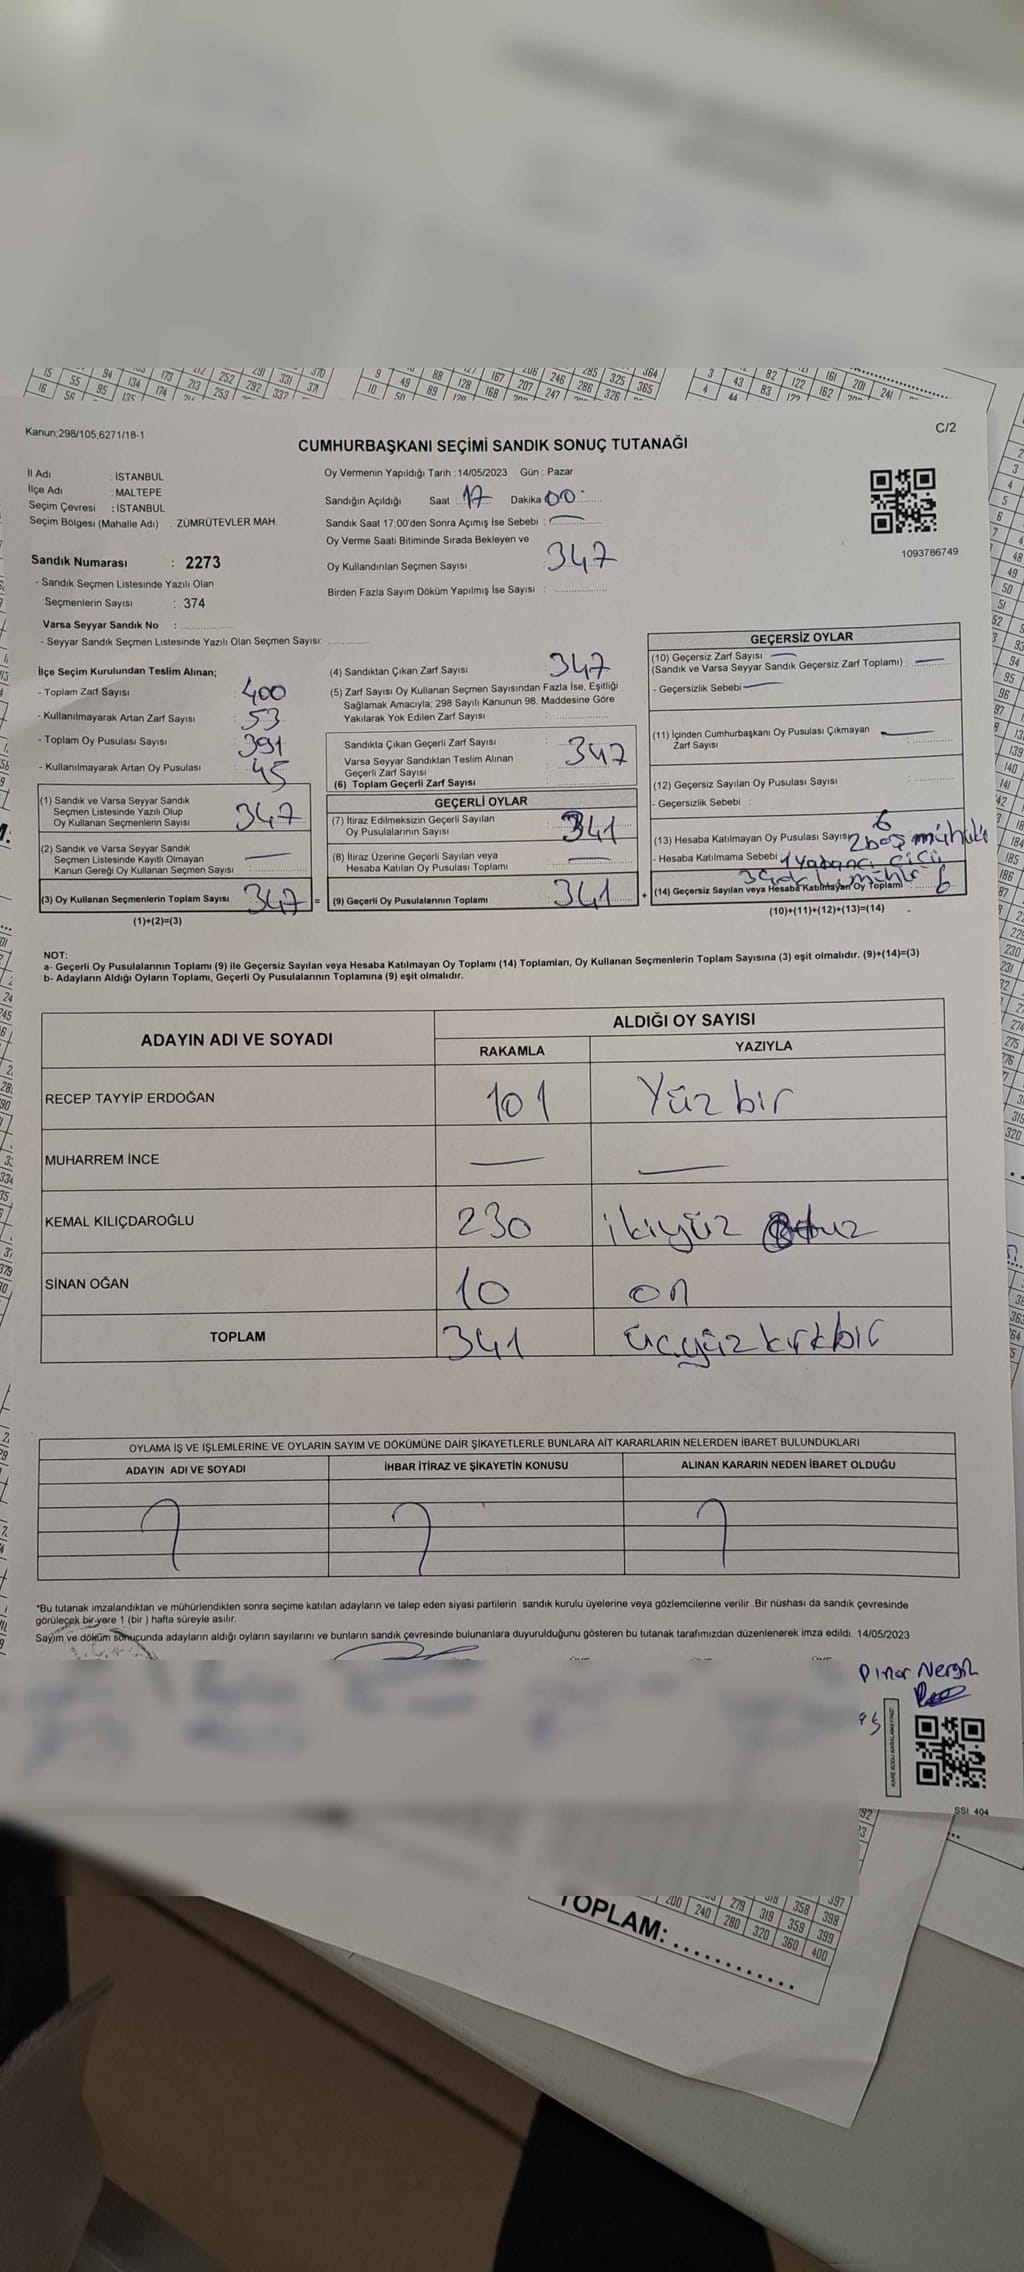 Kanun,298/105,6271/18-1
C/2
CUMHURBAŞKANI SEÇİMİ SANDIK SONUÇ TUTANAĞI
İl Adı : İSTANBUL
İlçe Adı : MALTEPE
Seçim Çevresi : İSTANBUL
Seçim Bölgesi (Mahalle Adı) : ZÜMRÜTEVLER MAH.
Oy Vermenin Yapıldığı Tarih : 14/05/2023 Gün : Pazar
Sandığın Açıldığı Saat : 17 Dakika 00
Sandık Saat 17:00'den Sonra Açımış İse Sebebi : —
Oy Verme Saati Bitiminde Sırada Bekleyen ve
Oy Kullandırılan Seçmen Sayısı : 347
Birden Fazla Sayım Döküm Yapılmış İse Sayısı :
1093786749
Sandık Numarası : 2273
- Sandık Seçmen Listesinde Yazılı Olan
Seçmenlerin Sayısı : 374
Varsa Seyyar Sandık No :
- Seyyar Sandık Seçmen Listesinde Yazılı Olan Seçmen Sayısı:
İlçe Seçim Kurulundan Teslim Alınan;
- Toplam Zarf Sayısı : 400
- Kullanılmayarak Artan Zarf Sayısı : 53
- Toplam Oy Pusulası Sayısı : 391
- Kullanılmayarak Artan Oy Pusulası : 45
(1) Sandık ve Varsa Seyyar Sandık
Seçmen Listesinde Yazılı Olup
Oy Kullanan Seçmenlerin Sayısı : 347
(2) Sandık ve Varsa Seyyar Sandık
Seçmen Listesinde Kayıtlı Olmayan
Kanun Gereği Oy Kullanan Seçmen Sayısı : —
(3) Oy Kullanan Seçmenlerin Toplam Sayısı : 347 =
(1)+(2)=(3)
(4) Sandıktan Çıkan Zarf Sayısı : 347
(5) Zarf Sayısı Oy Kullanan Seçmen Sayısından Fazla İse, Eşitliği
Sağlamak Amacıyla; 298 Sayılı Kanunun 98. Maddesine Göre
Yakılarak Yok Edilen Zarf Sayısı :
Sandıkta Çıkan Geçerli Zarf Sayısı
Varsa Seyyar Sandıktan Teslim Alınan
Geçerli Zarf Sayısı : 347
(6) Toplam Geçerli Zarf Sayısı
GEÇERLİ OYLAR
(7) İtiraz Edilmeksizin Geçerli Sayılan
Oy Pusulalarının Sayısı : 341
(8) İtiraz Üzerine Geçerli Sayılan veya
Hesaba Katılan Oy Pusulası Toplamı : —
(9) Geçerli Oy Pusulalarının Toplamı : 341 +
GEÇERSİZ OYLAR
(10) Geçersiz Zarf Sayısı —
(Sandık ve Varsa Seyyar Sandık Geçersiz Zarf Toplamı) : —
- Geçersizlik Sebebi —
(11) İçinden Cumhurbaşkanı Oy Pusulası Çıkmayan
Zarf Sayısı : —
(12) Geçersiz Sayılan Oy Pusulası Sayısı :
- Geçersizlik Sebebi :
(13) Hesaba Katılmayan Oy Pusulası Sayısı 6
2 boş mühür
- Hesaba Katılmama Sebebi 1 yabancı
(14) Geçersiz Sayılan veya Hesaba Katılmayan Oy Toplamı : 6
(10)+(11)+(12)+(13)=(14)
NOT:
a- Geçerli Oy Pusulalarının Toplamı (9) ile Geçersiz Sayılan veya Hesaba Katılmayan Oy Toplamı (14) Toplamları, Oy Kullanan Seçmenlerin Toplam Sayısına (3) eşit olmalıdır. (9)+(14)=(3)
b- Adayların Aldığı Oyların Toplamı, Geçerli Oy Pusulalarının Toplamına (9) eşit olmalıdır.
ADAYIN ADI VE SOYADI
ALDIĞI OY SAYISI
RAKAMLA YAZIYLA
RECEP TAYYİP ERDOĞAN 101 Yüz bir
MUHARREM İNCE — —
KEMAL KILIÇDAROĞLU 230 ikiyüz otuz
SİNAN OĞAN 10 on
TOPLAM 341 üçyüz kırkbir
OYLAMA İŞ VE İŞLEMLERİNE VE OYLARIN SAYIM VE DÖKÜMÜNE DAİR ŞİKAYETLERLE BUNLARA AİT KARARLARIN NELERDEN İBARET BULUNDUKLARI
ADAYIN ADI VE SOYADI İHBAR İTİRAZ VE ŞİKAYETİN KONUSU ALINAN KARARIN NEDEN İBARET OLDUĞU
*Bu tutanak imzalandıktan ve mühürlendikten sonra seçime katılan adayların ve talep eden siyasi partilerin sandık kurulu üyelerine veya gözlemcilerine verilir .Bir nüshası da sandık çevresinde
görülecek bir yere 1 (bir ) hafta süreyle asılır.
Sayım ve döküm sonucunda adayların aldığı oyların sayılarını ve bunların sandık çevresinde bulunanlara duyurulduğunu gösteren bu tutanak tarafımızdan düzenlenerek imza edildi. 14/05/2023
Pınar Nergiz
KARE KODU KARALAMAYINIZ!
SSI 404
TOPLAM: